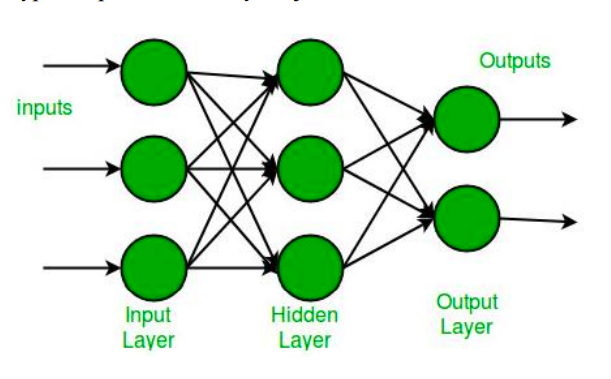 Outputs
inputs
Input
Layer
Hidden
Layer
Output
Layer